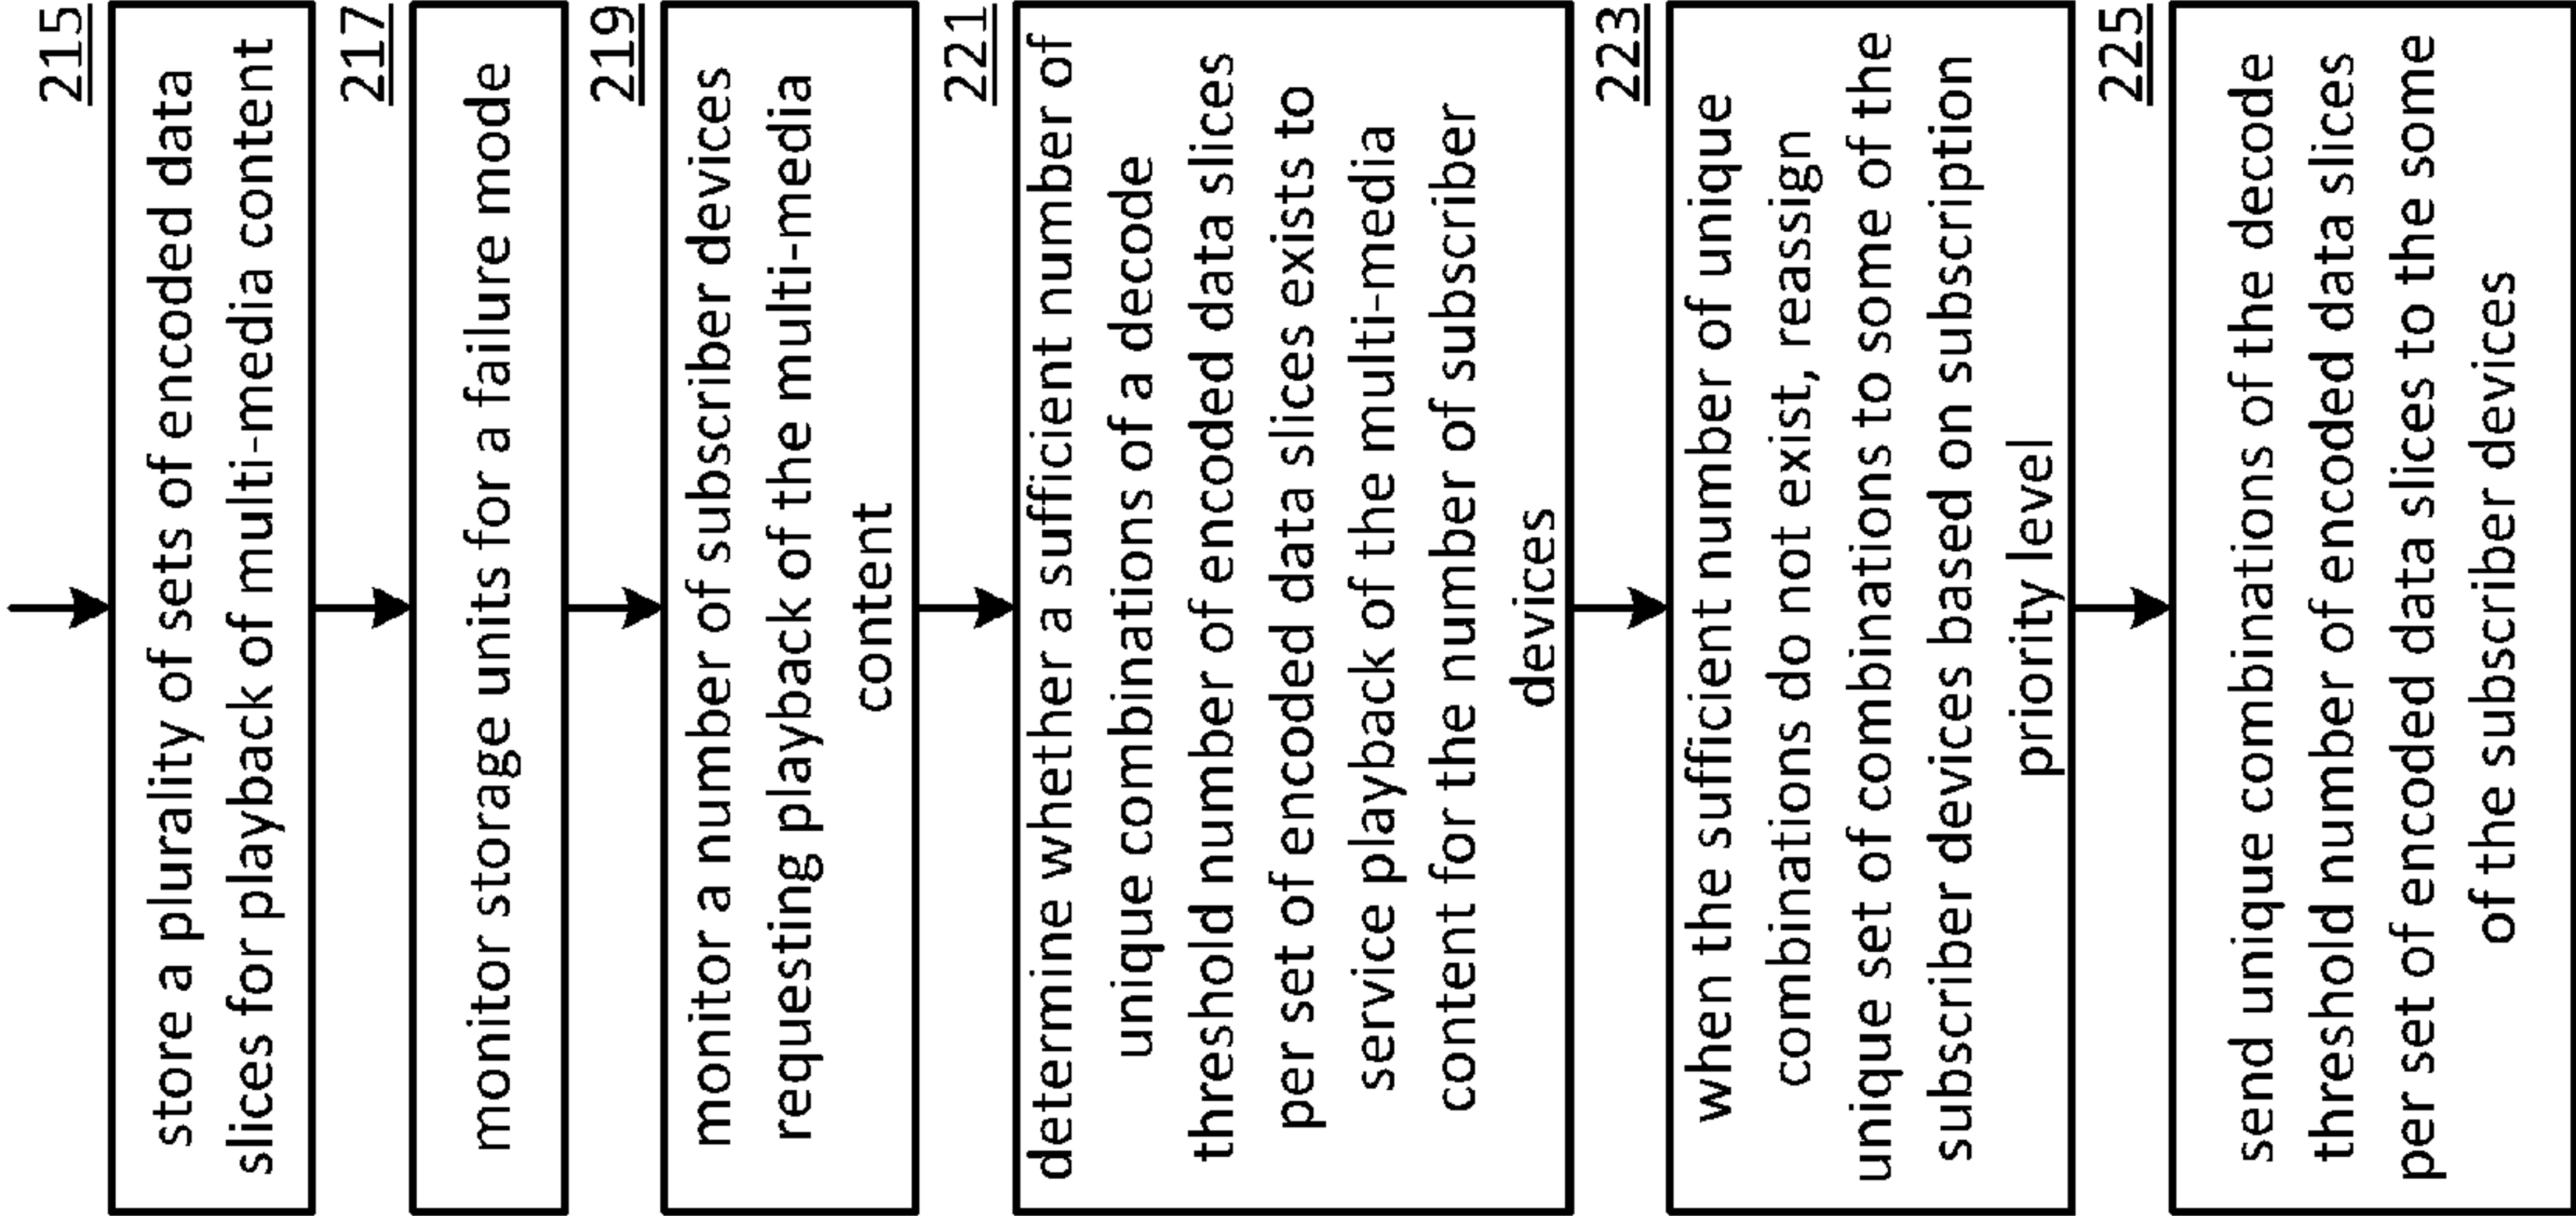 215
store a plurality of sets of encoded data
slices for playback of multi-media content
217
monitor storage units for a failure mode
219
monitor a number of subscriber devices
requesting playback of the multi-media
content
221
determine whether a sufficient number of
unique combinations of a decode
threshold number of encoded data slices
per set of encoded data slices exists to
service playback of the multi-media
content for the number of subscriber
devices
223
when the sufficient number of unique
combinations do not exist, reassign
unique set of combinations to some of the
subscriber devices based on subscription
priority level
225
send unique combinations of the decode
threshold number of encoded data slices
per set of encoded data slices to the some
of the subscriber devices